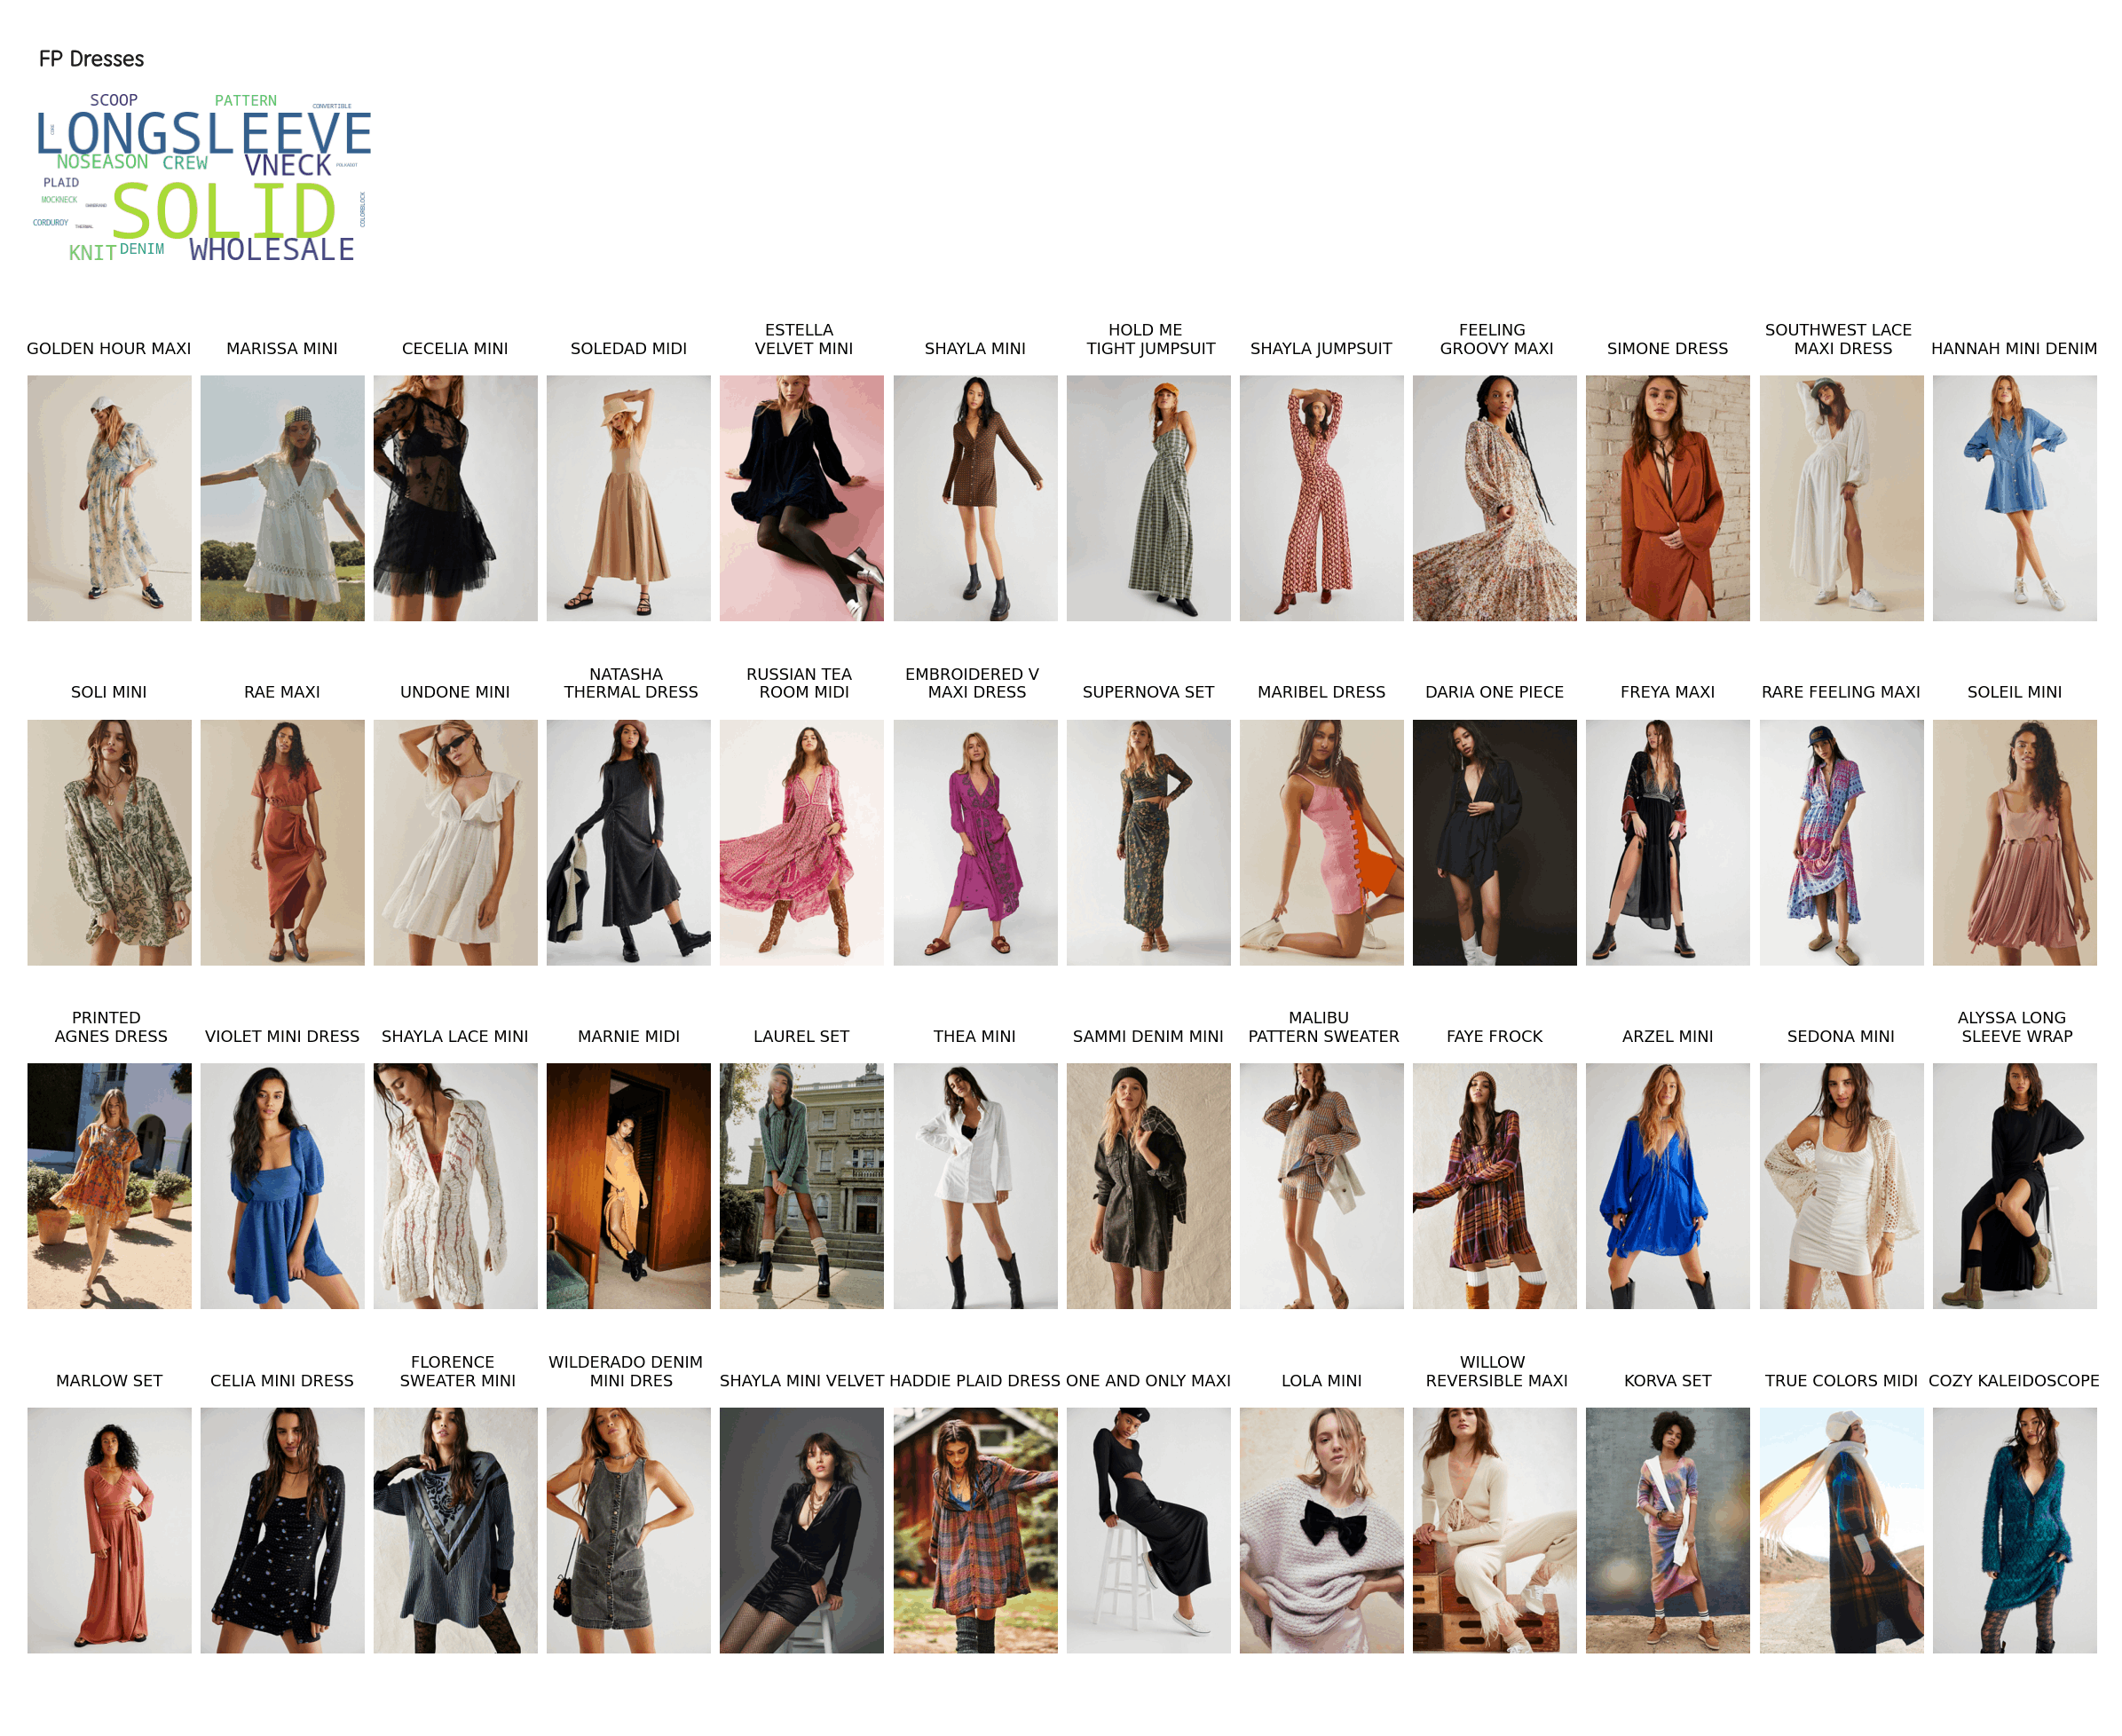 FP Dresses
SCOOP PATTERN CONVERTIBLE
LONGSLEEVE
NOSEASON CREW VNECK POLKADOT
PLAID
MOCKNECK
SOLID
COLORBLOCK
CORDUROY THERMAL
KNIT DENIM WHOLESALE
GOLDEN HOUR MAXI
MARISSA MINI
CECELIA MINI
SOLEDAD MIDI
ESTELLA
VELVET MINI
SHAYLA MINI
HOLD ME
TIGHT JUMPSUIT
SHAYLA JUMPSUIT
FEELING
GROOVY MAXI
SIMONE DRESS
SOUTHWEST LACE
MAXI DRESS
HANNAH MINI DENIM
SOLI MINI
RAE MAXI
UNDONE MINI
NATASHA
THERMAL DRESS
RUSSIAN TEA
ROOM MIDI
EMBROIDERED V
MAXI DRESS
SUPERNOVA SET
MARIBEL DRESS
DARIA ONE PIECE
FREYA MAXI
RARE FEELING MAXI
SOLEIL MINI
PRINTED
AGNES DRESS
VIOLET MINI DRESS
SHAYLA LACE MINI
MARNIE MIDI
LAUREL SET
THEA MINI
SAMMI DENIM MINI
MALIBU
PATTERN SWEATER
FAYE FROCK
ARZEL MINI
SEDONA MINI
ALYSSA LONG
SLEEVE WRAP
MARLOW SET
CELIA MINI DRESS
FLORENCE
SWEATER MINI
WILDERADO DENIM
MINI DRES
SHAYLA MINI VELVET
HADDIE PLAID DRESS
ONE AND ONLY MAXI
LOLA MINI
WILLOW
REVERSIBLE MAXI
KORVA SET
TRUE COLORS MIDI
COZY KALEIDOSCOPE